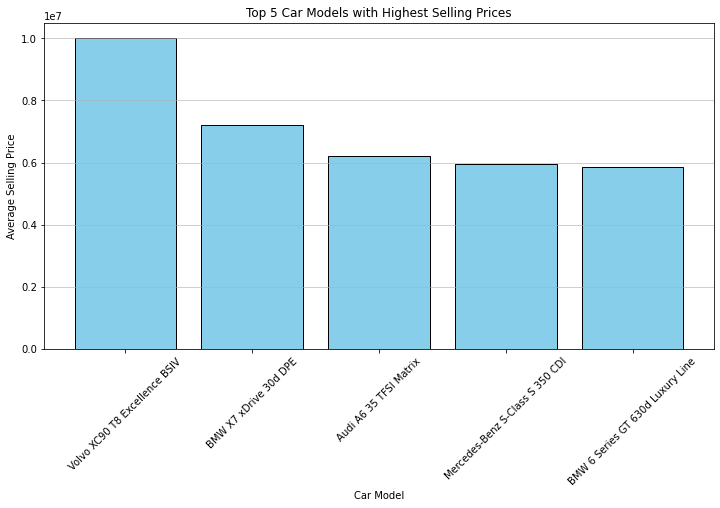 Top 5 Car Models with Highest Selling Prices
1e7
1.0
0.8
0.6
0.4
0.2
0.0
Average Selling Price
Volvo XC90 T8 Excellence BSIV
BMW X7 xDrive 30d DPE
Audi A6 35 TFSI Matrix
Mercedes-Benz S-Class S 350 CDI
BMW 6 Series GT 630d Luxury Line
Car Model